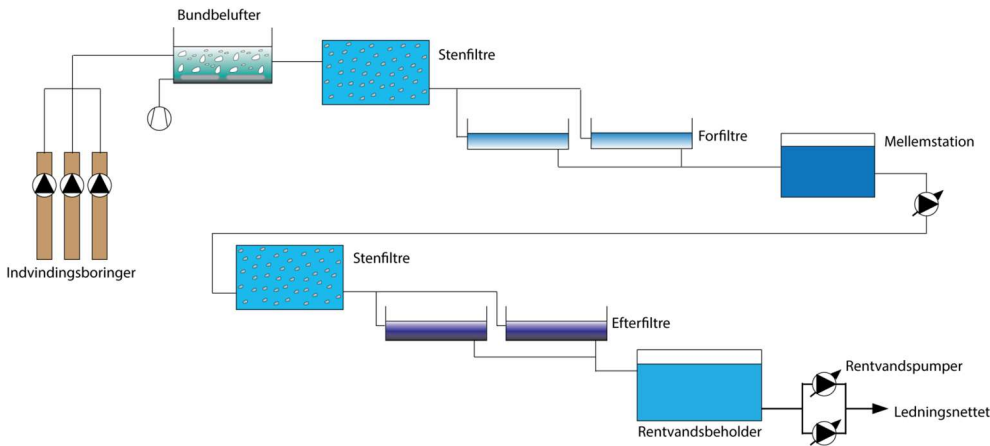 Bundbelufter
Stenfiltre
Forfiltre
Mellemstation
Indvindingsboringer
Stenfiltre
Efterfiltre
Rentvandspumper
Ledningsnettet
Rentvandsbeholder